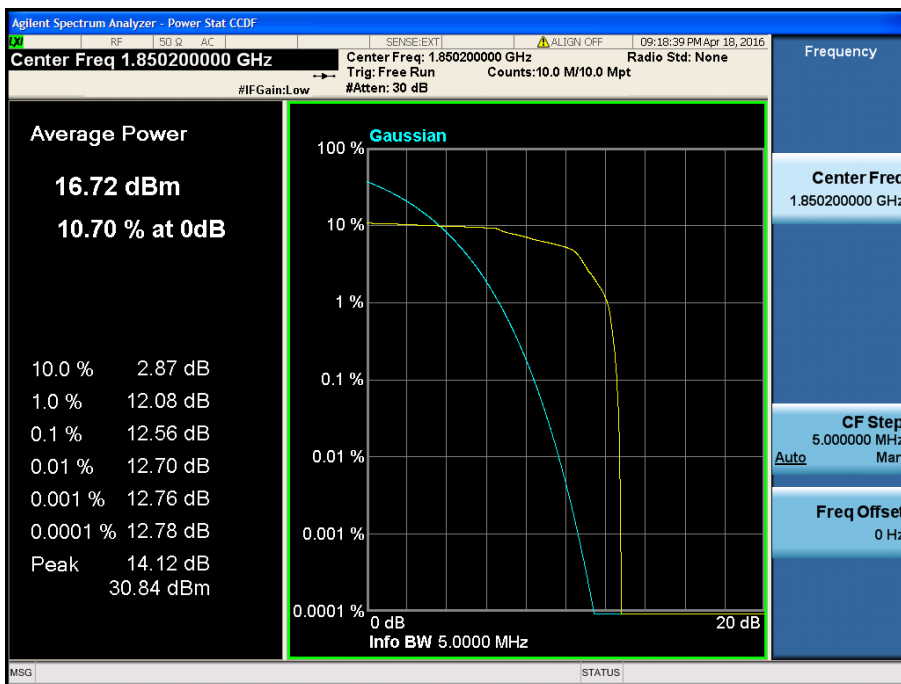 Agilent Spectrum Analyzer - Power Stat CCDF
LXI RF 50 Ω AC SENSE:EXT ALIGN OFF 09:18:39 PM Apr 18, 2016
Center Freq 1.850200000 GHz
Center Freq: 1.850200000 GHz Radio Std: None
Trig: Free Run Counts:10.0 M/10.0 Mpt
#IFGain:Low #Atten: 30 dB
Frequency
Average Power
16.72 dBm
10.70 % at 0dB
10.0 % 2.87 dB
1.0 % 12.08 dB
0.1 % 12.56 dB
0.01 % 12.70 dB
0.001 % 12.76 dB
0.0001 % 12.78 dB
Peak 14.12 dB
30.84 dBm
Gaussian
100 %
10 %
1 %
0.1 %
0.01 %
0.001 %
0.0001 %
0 dB 20 dB
Info BW 5.0000 MHz
Center Freq
1.850200000 GHz
CF Step
5.000000 MHz
Auto Man
Freq Offset
0 Hz
MSG STATUS